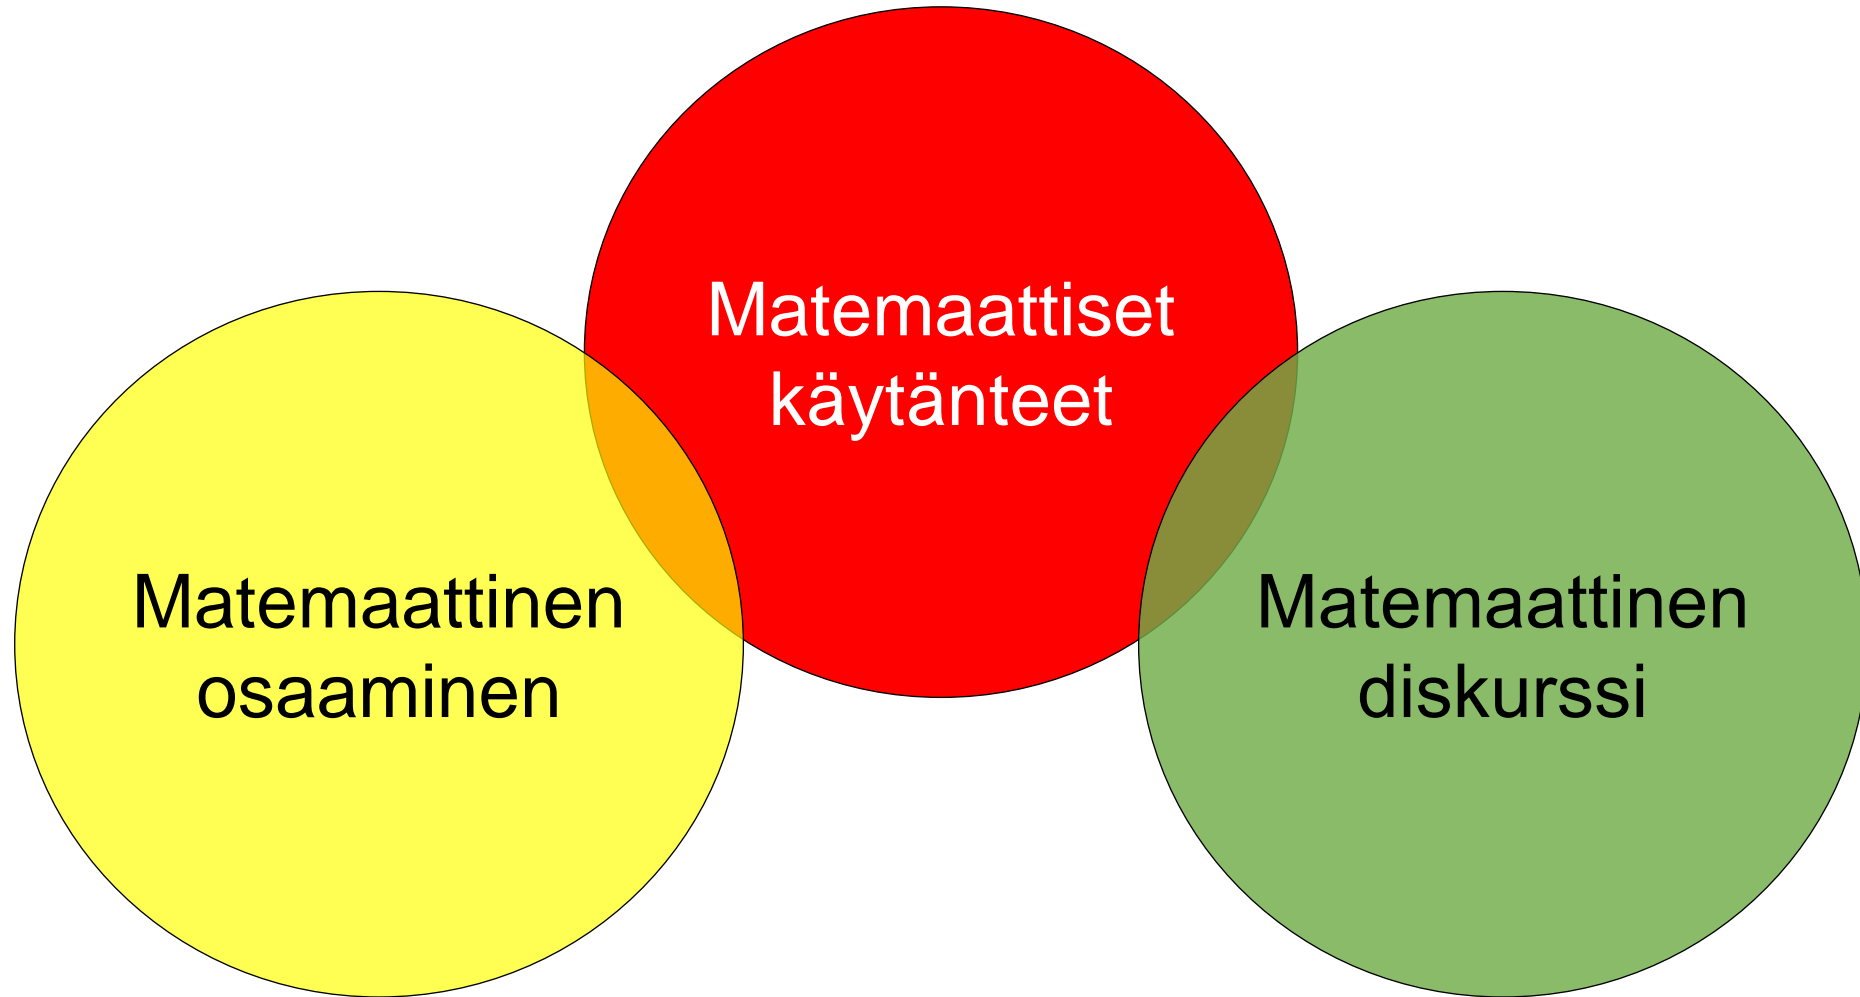 Matemaattiset
käytänteet
Matemaattinen
osaaminen
Matemaattinen
diskurssi